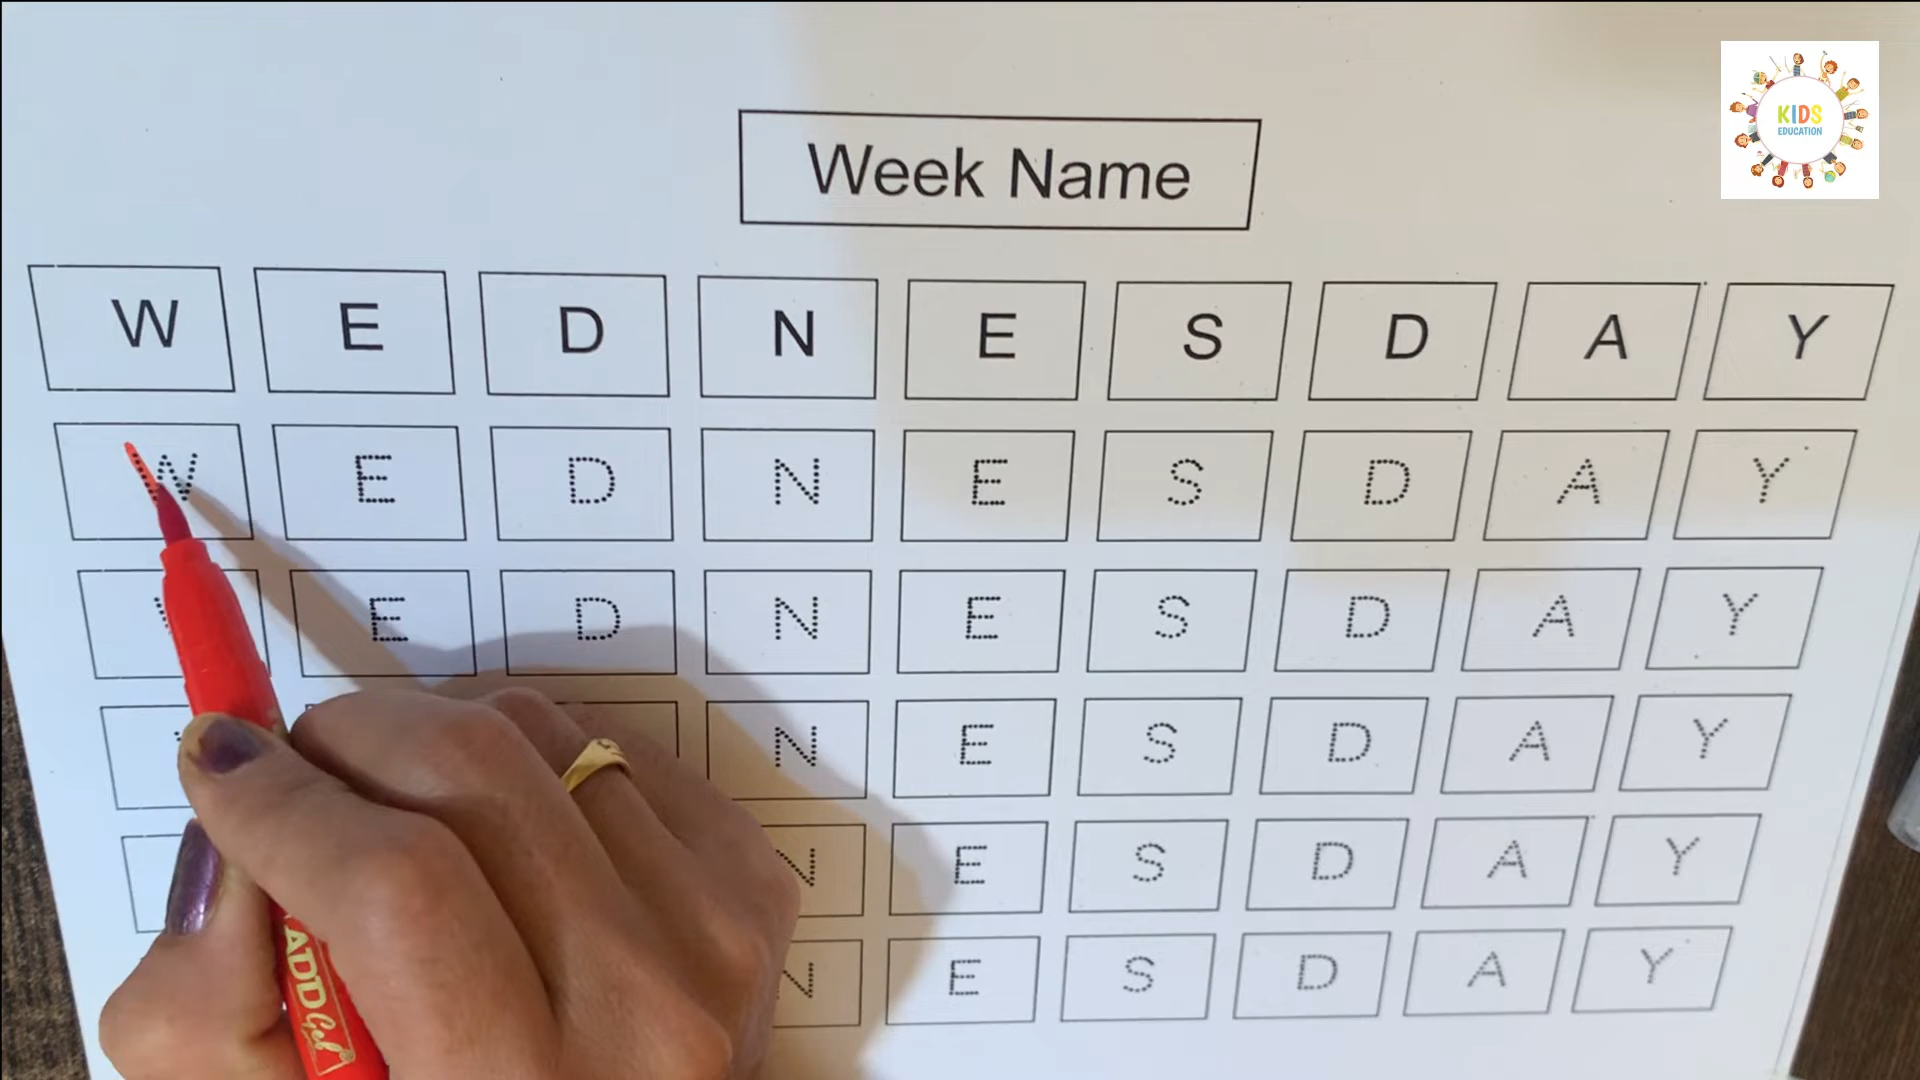 KIDS
EDUCATION
Week Name
W E D N E S D A Y
W E D N E S D A Y
E D N E S D A Y
N E S D A Y
N E S D A Y
N E S D A Y
ADD Gel